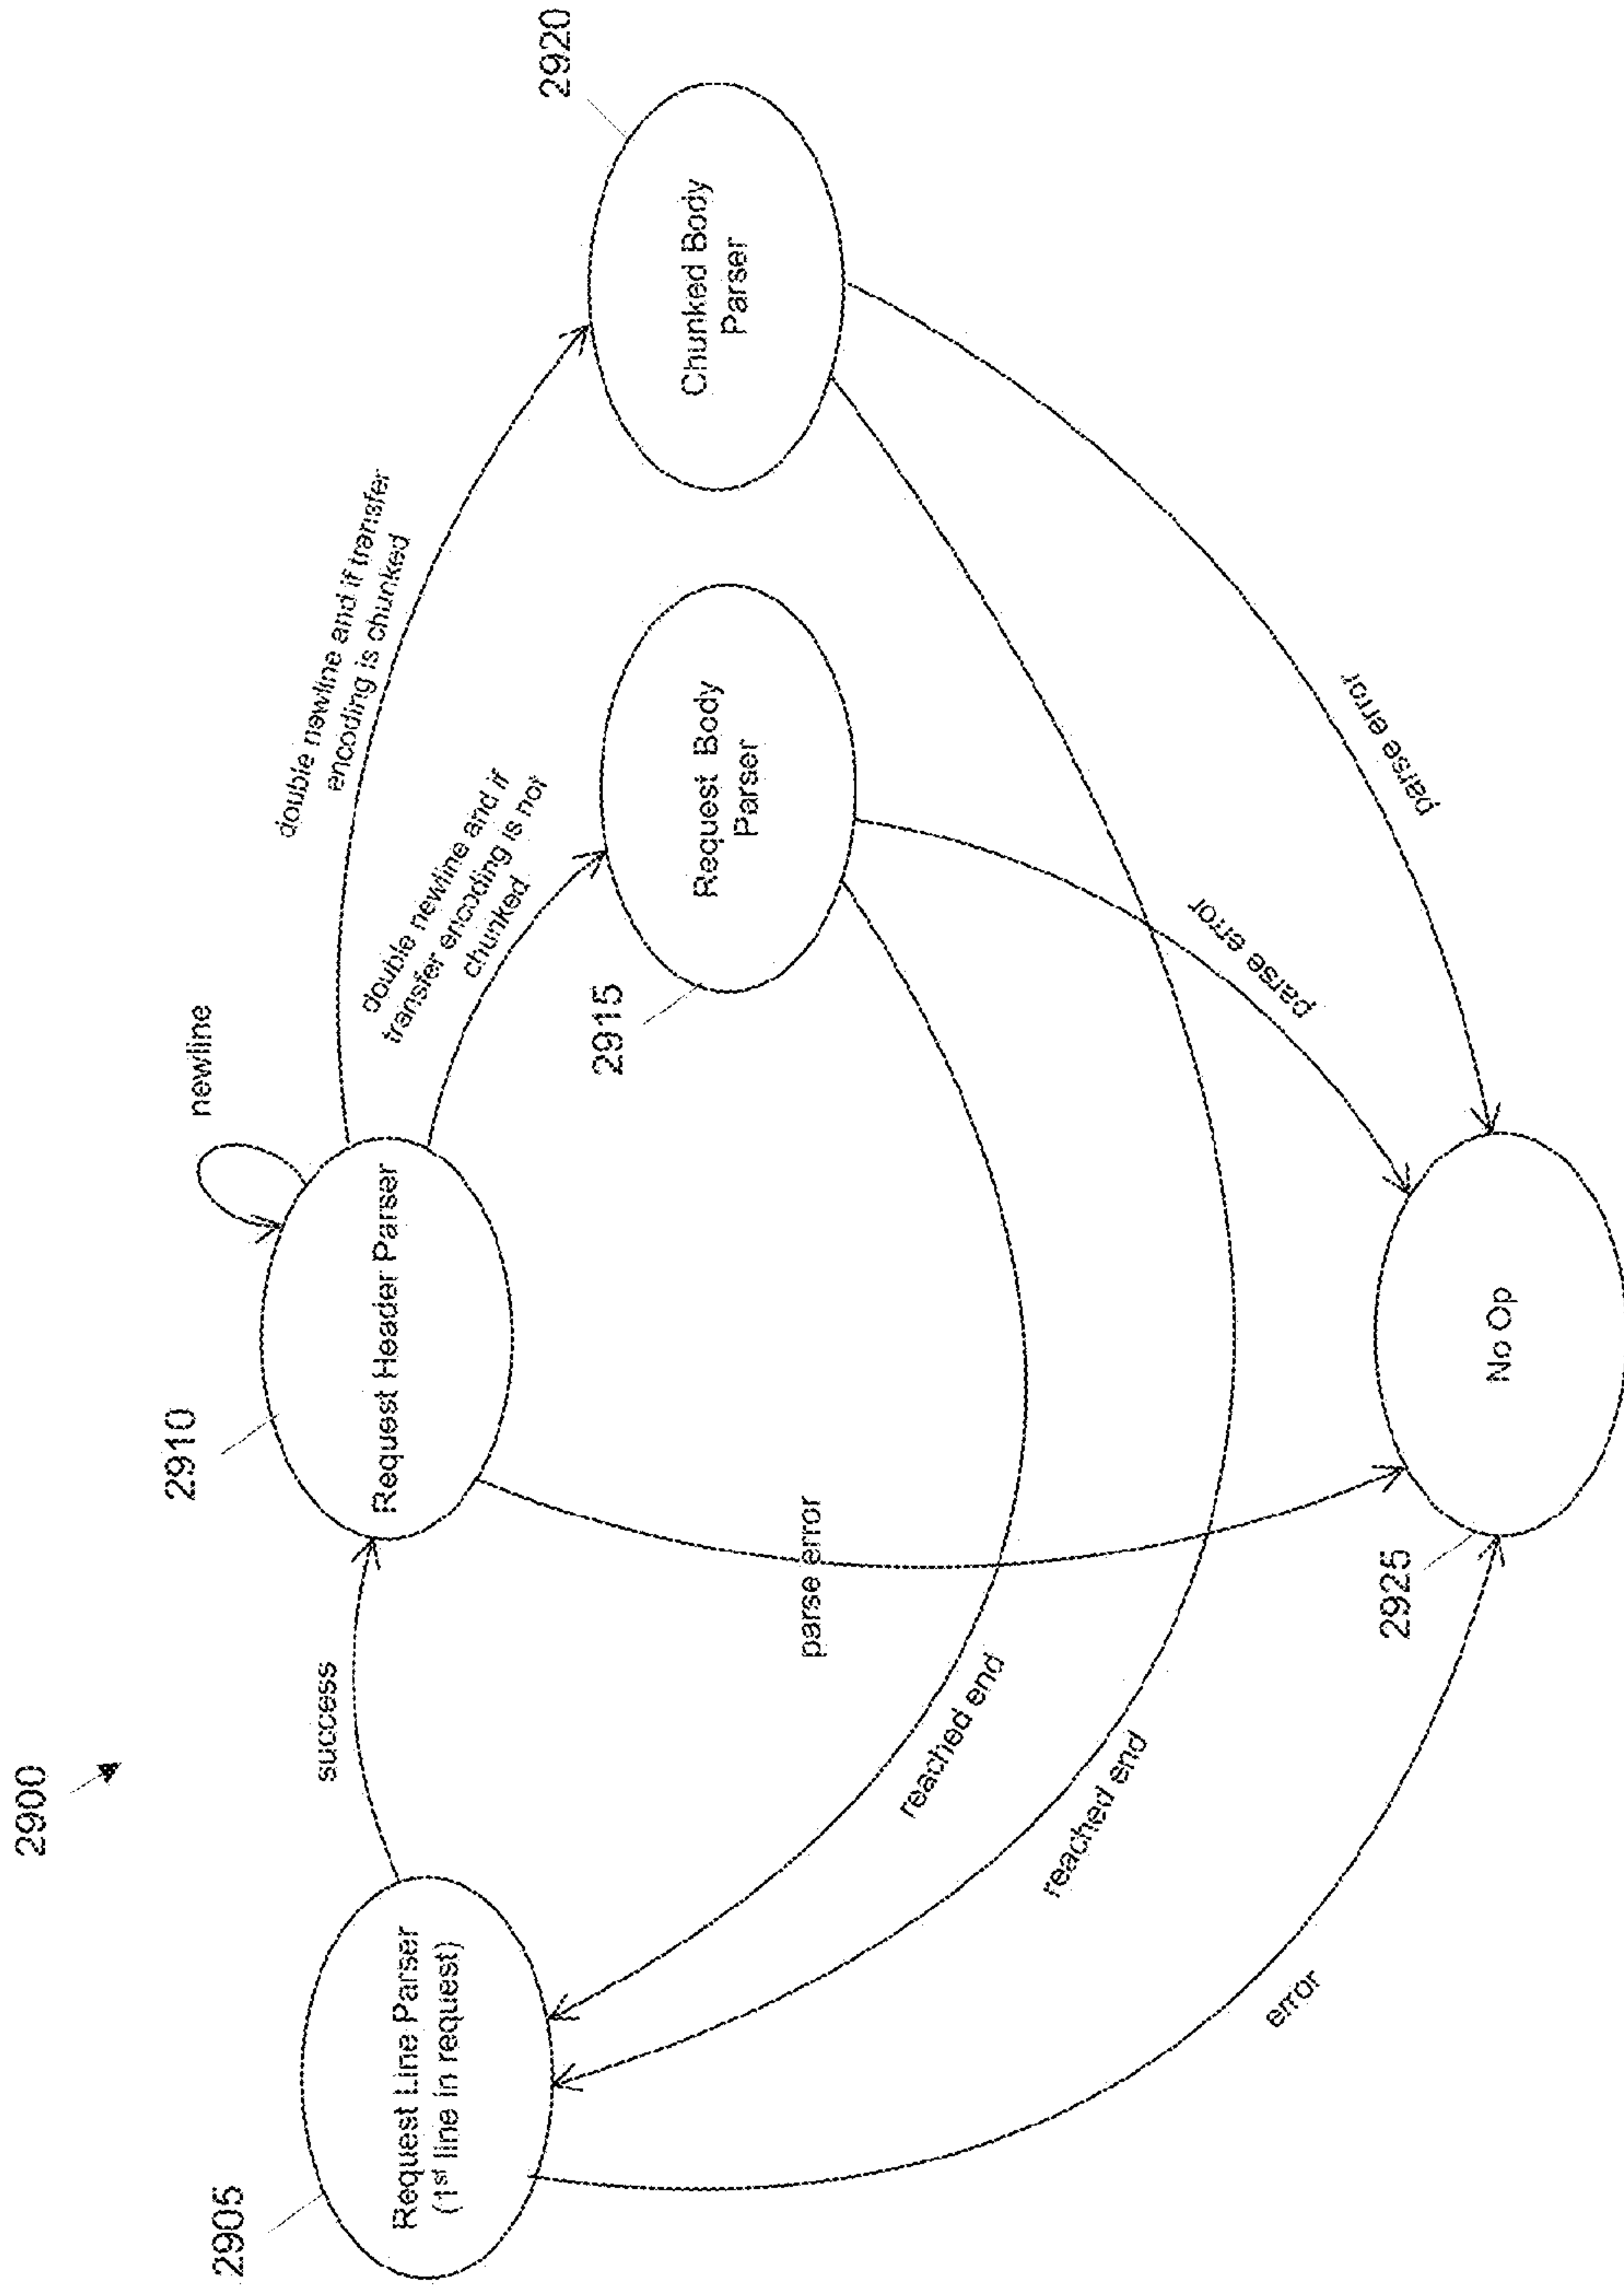 2900
2905
Request Line Parser
(1st line in request)
success
2910
Request Header Parser
newline
double newline and if transfer
encoding is chunked
double newline and if
transfer encoding is not
chunked
2915
Request Body
Parser
2920
Chunked Body
Parser
parse error
reached end
reached end
parse error
parse error
error
2925
No Op